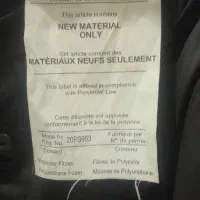 This article contains
NEW MATERIAL
ONLY
Cet article contient des
MATÉRIAUX NEUFS SEULEMENT
This label is affixed in compliance
with Provincial Law
Cette étiquette est apposée
conformément à la loi de la province
Made by Fabriqué par
Reg. No. Nº de permis
Content Contenu
Polyester Fibres Fibres de Polyester
Polyurethane Foam Mousse de Polyuréthane